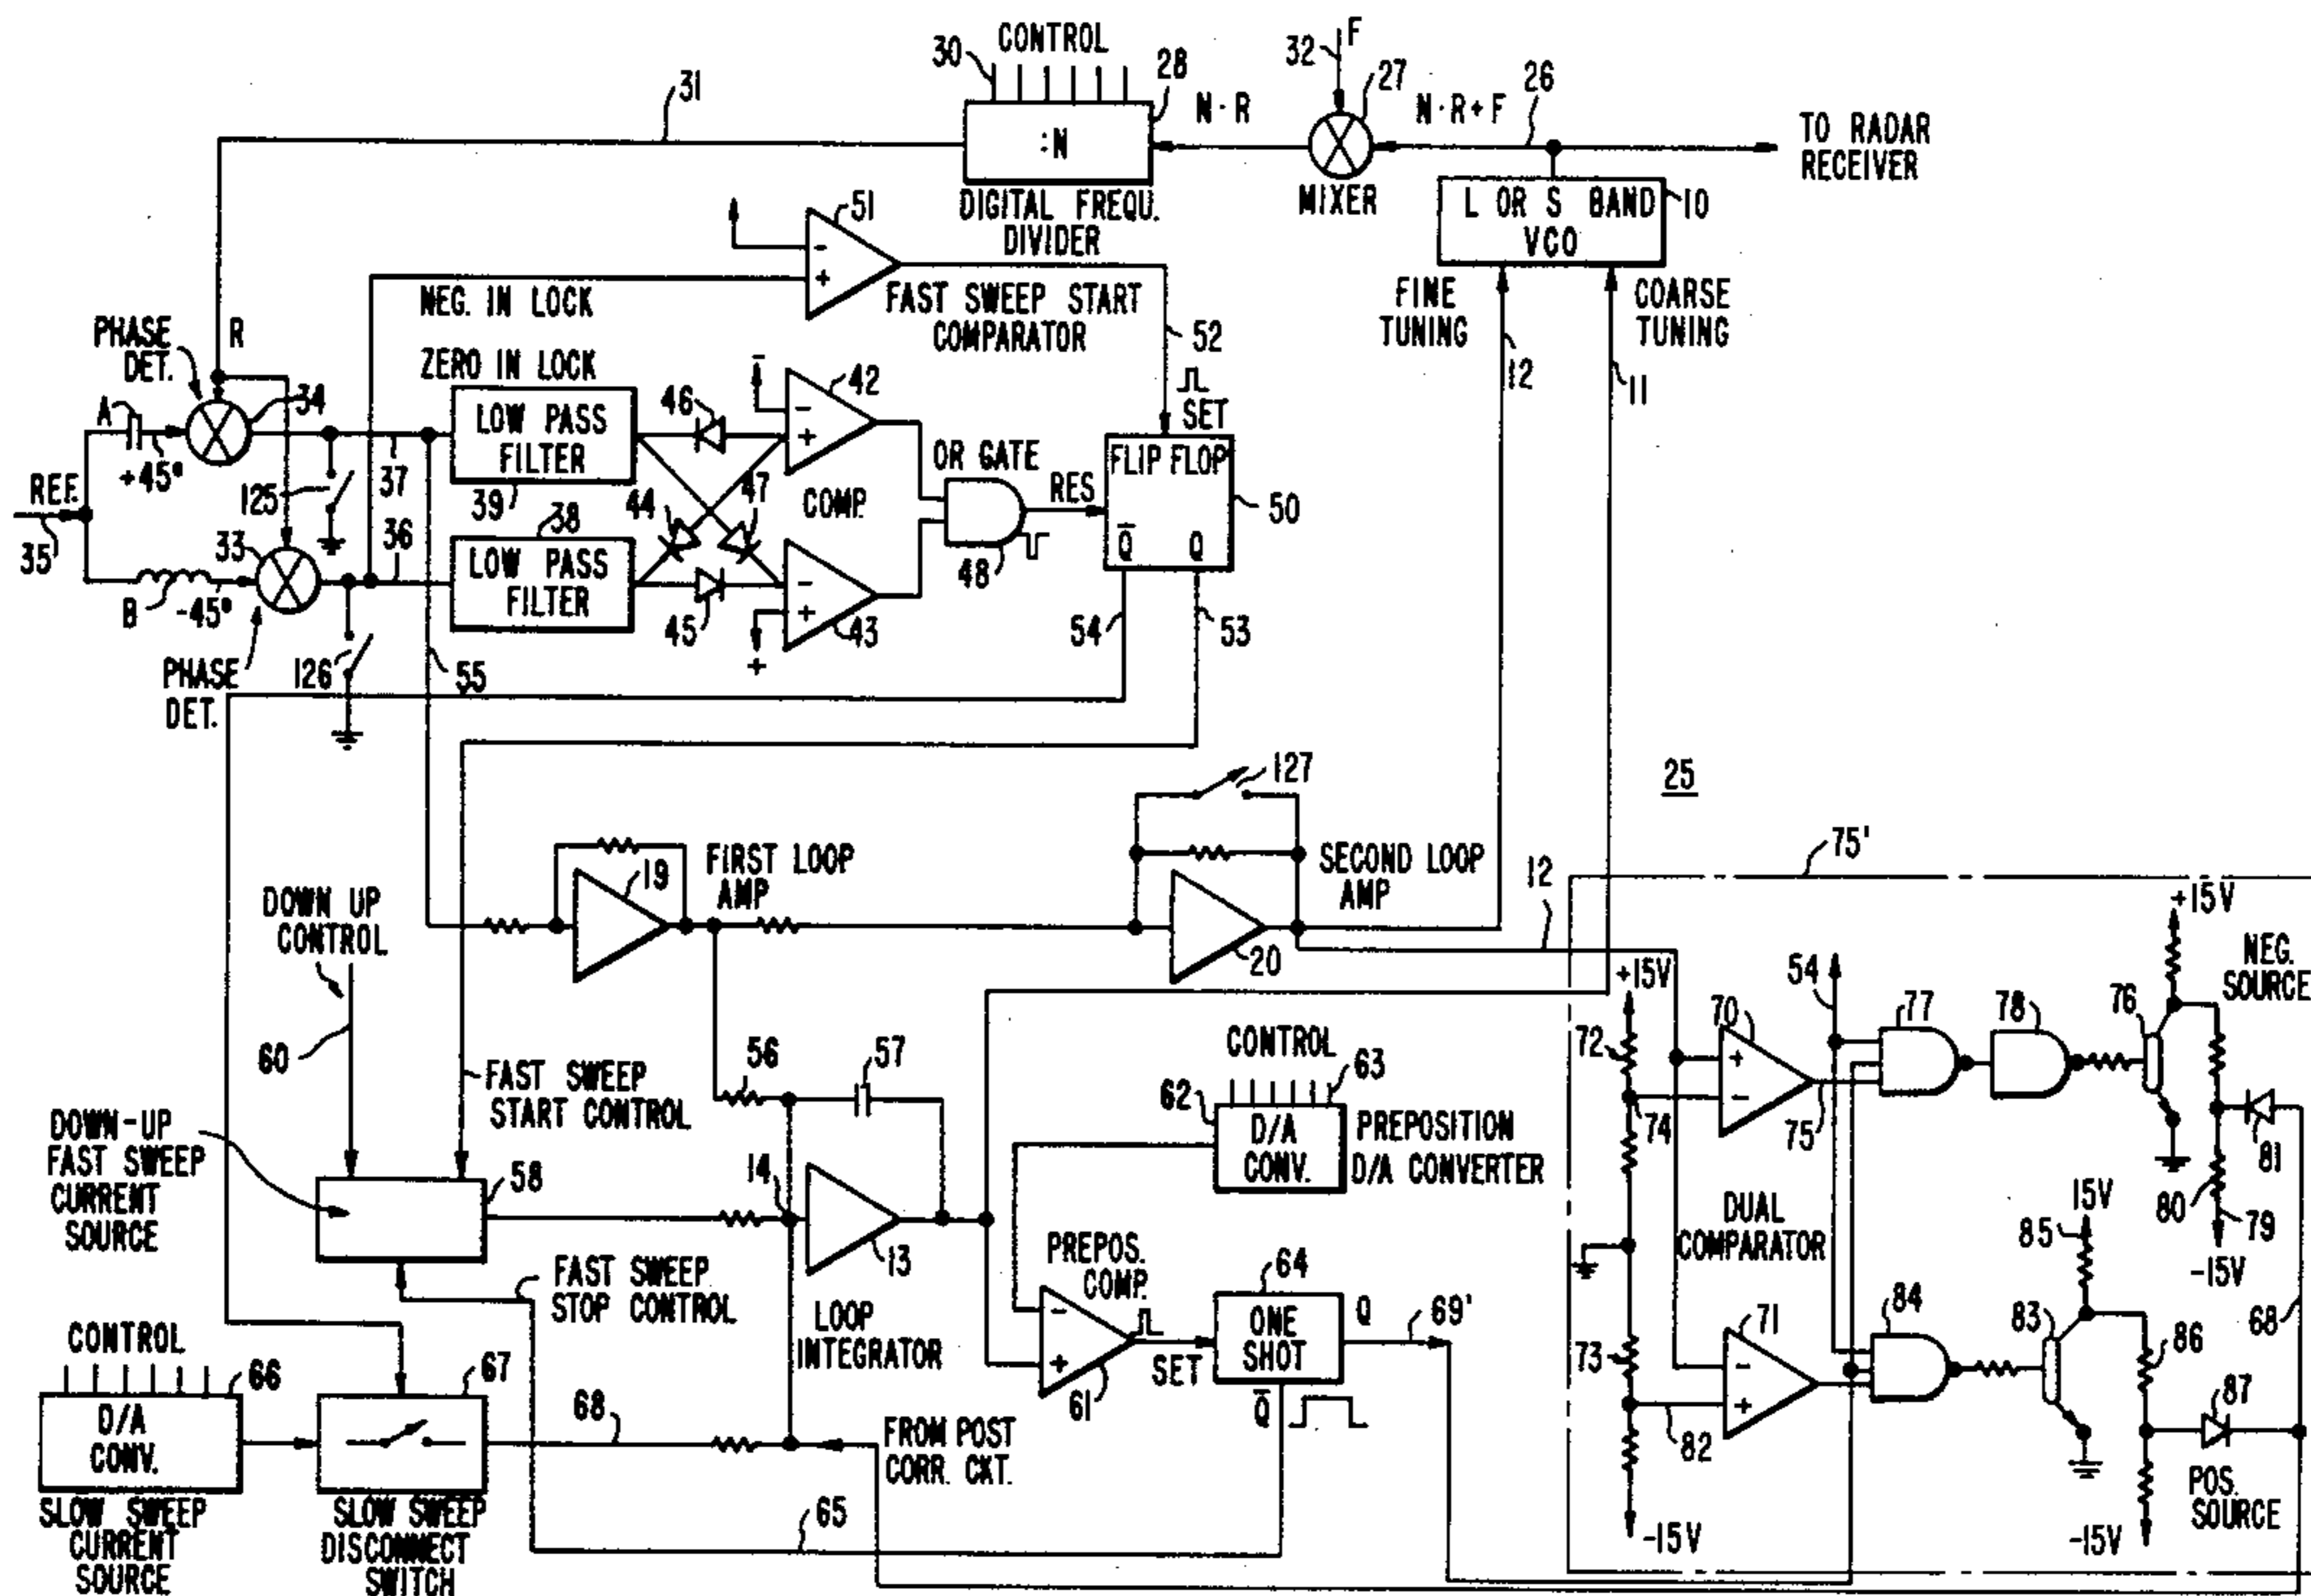 CONTROL
30
28
31
:N
DIGITAL FREQU.
DIVIDER
N·R
32
F
27
MIXER
N·R+F
26
TO RADAR
RECEIVER
L OR S BAND
VCO
10
FINE
TUNING
COARSE
TUNING
12
11
51
-
+
NEG. IN LOCK
FAST SWEEP START
COMPARATOR
52
PHASE
DET.
R
ZERO IN LOCK
A
34
+45°
LOW PASS
FILTER
39
46
-
42
-
+
SET
REF.
35
125
37
44
47
COMP.
OR GATE
RES
48
FLIP FLOP
Q̅ Q
50
33
36
38
LOW PASS
FILTER
B
-45°
45
-
+
+
43
54
53
PHASE
DET.
126
55
127
25
75'
19
FIRST LOOP
AMP
SECOND LOOP
AMP
20
12
DOWN UP
CONTROL
60
FAST SWEEP
START CONTROL
56
57
DOWN-UP
FAST SWEEP
CURRENT
SOURCE
58
14
13
LOOP
INTEGRATOR
FAST SWEEP
STOP CONTROL
CONTROL
62
63
D/A
CONV.
PREPOSITION
D/A CONVERTER
PREPOS.
COMP.
-
+
61
SET
64
ONE
SHOT
Q
Q̅
69'
CONTROL
66
D/A
CONV.
SLOW SWEEP
CURRENT
SOURCE
67
SLOW SWEEP
DISCONNECT
SWITCH
68
FROM POST
CORR. CKT.
65
+15V
72
74
70
+
-
75
54
77
78
76
+15V
NEG.
SOURCE
81
80
79
-15V
68
DUAL
COMPARATOR
73
71
-
+
82
-15V
84
83
15V
85
86
87
POS.
SOURCE
-15V